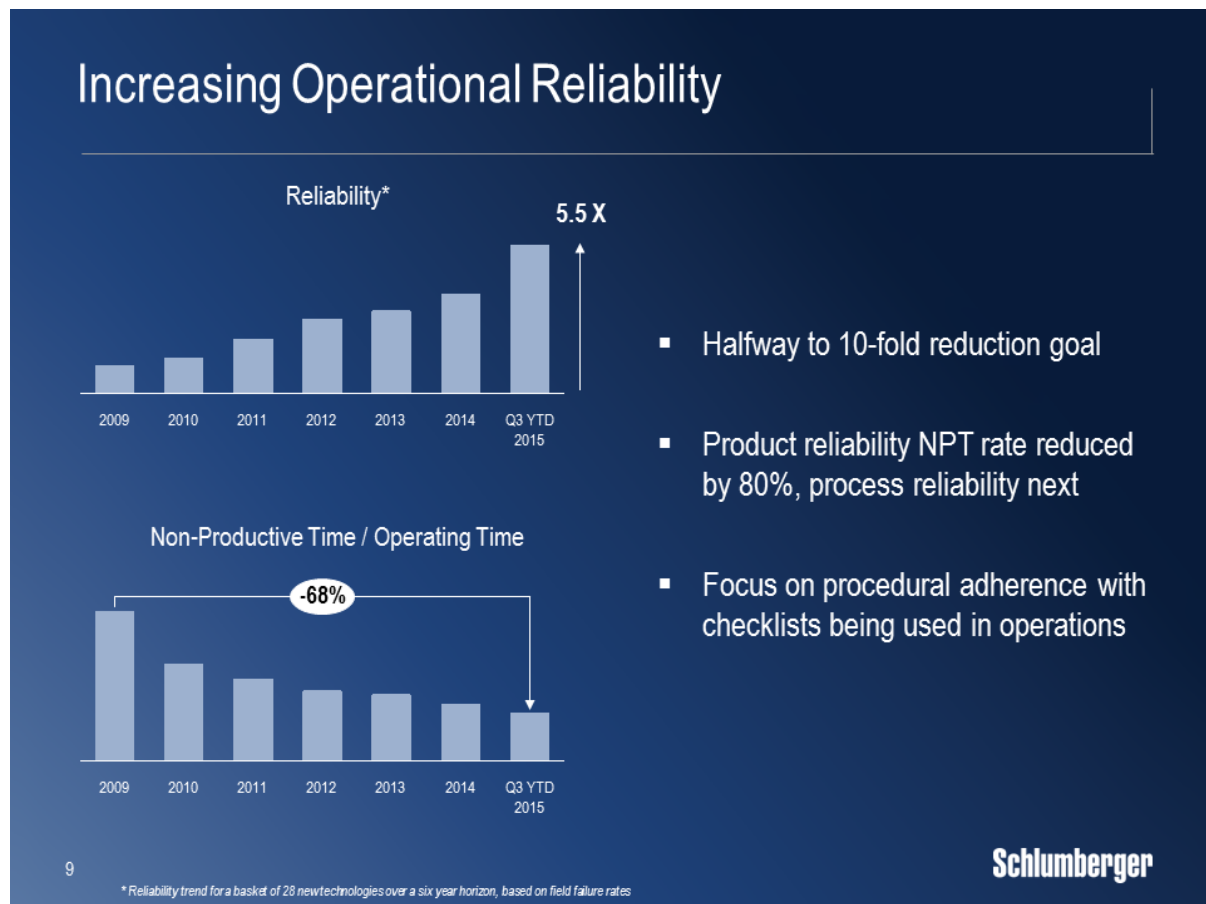 Increasing Operational Reliability
Reliability*
5.5 X
2009 2010 2011 2012 2013 2014 Q3 YTD
2015
Non-Productive Time / Operating Time
-68%
2009 2010 2011 2012 2013 2014 Q3 YTD
2015
▪ Halfway to 10-fold reduction goal
▪ Product reliability NPT rate reduced
by 80%, process reliability next
▪ Focus on procedural adherence with
checklists being used in operations
9
* Reliability trend for a basket of 28 new technologies over a six year horizon, based on field failure rates
Schlumberger